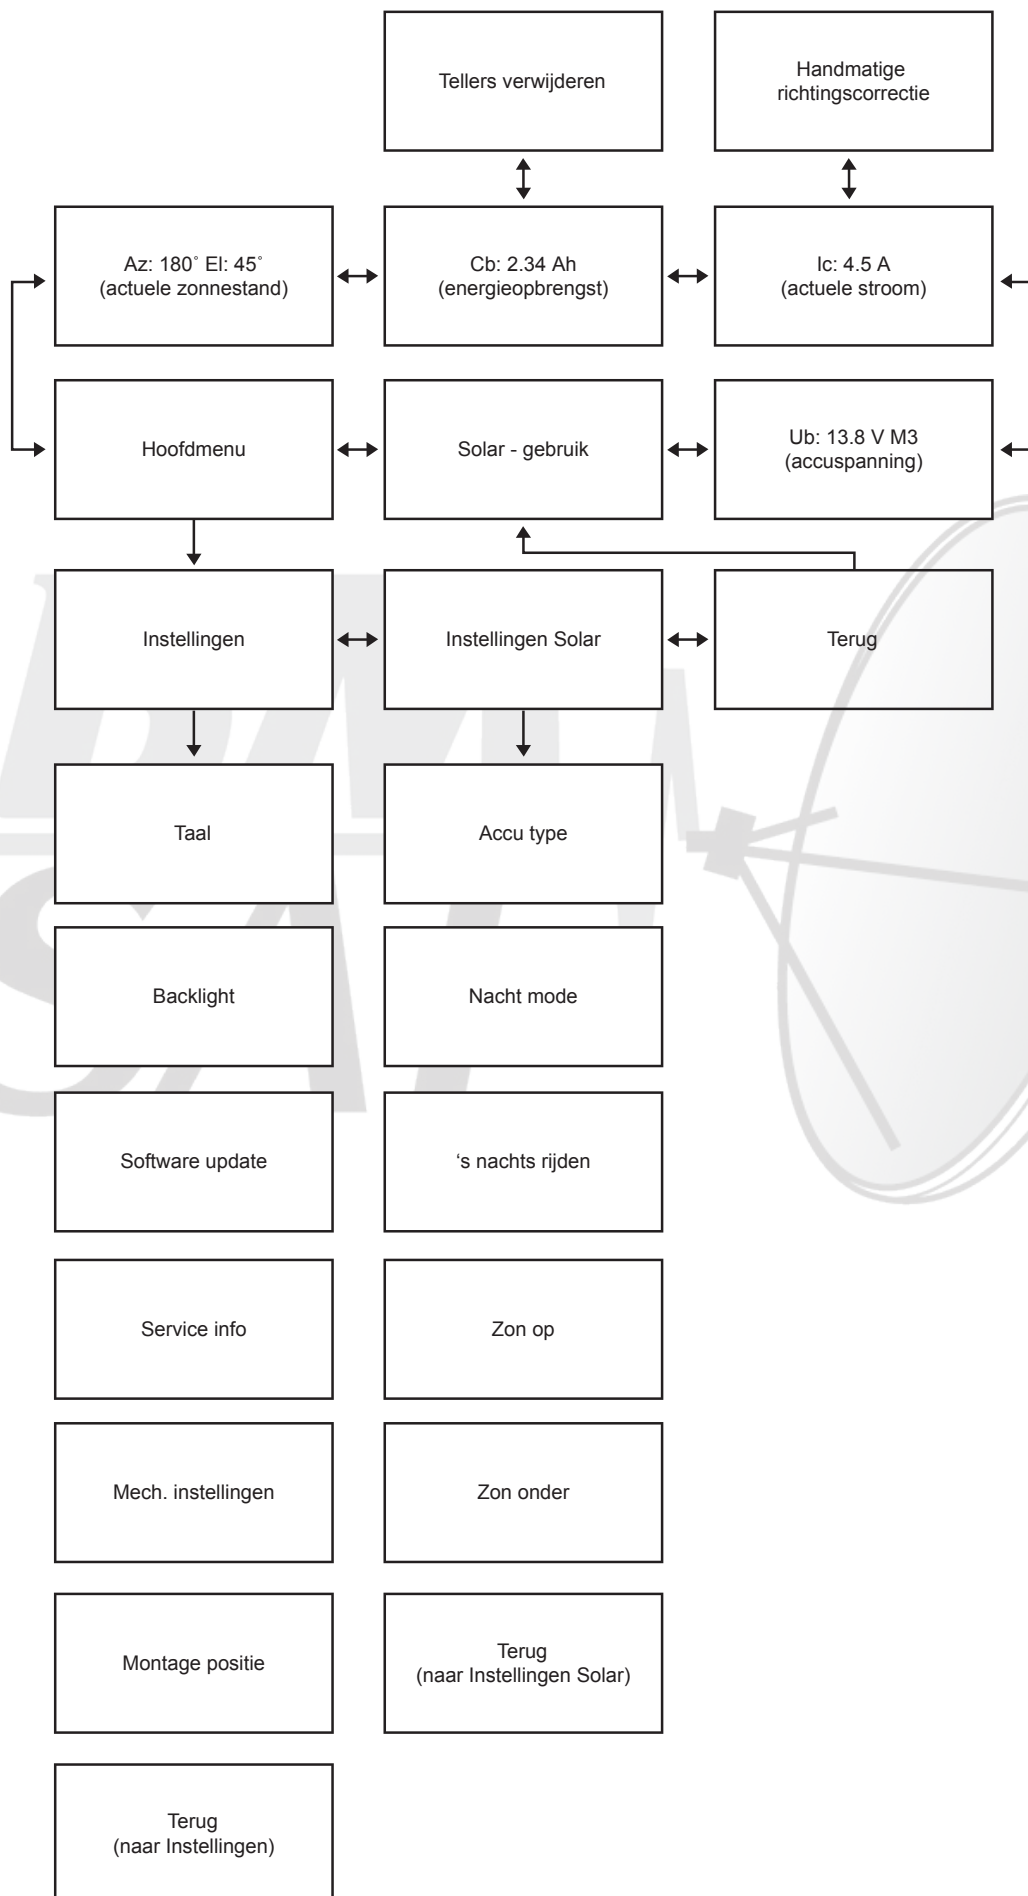 Tellers verwijderen
Handmatige
richtingscorrectie
Az: 180˚ El: 45˚
(actuele zonnestand)
Cb: 2.34 Ah
(energieopbrengst)
Ic: 4.5 A
(actuele stroom)
Hoofdmenu
Solar - gebruik
Ub: 13.8 V M3
(accuspanning)
Instellingen
Instellingen Solar
Terug
Taal
Accu type
Backlight
Nacht mode
Software update
‘s nachts rijden
Service info
Zon op
Mech. instellingen
Zon onder
Montage positie
Terug
(naar Instellingen Solar)
Terug
(naar Instellingen)